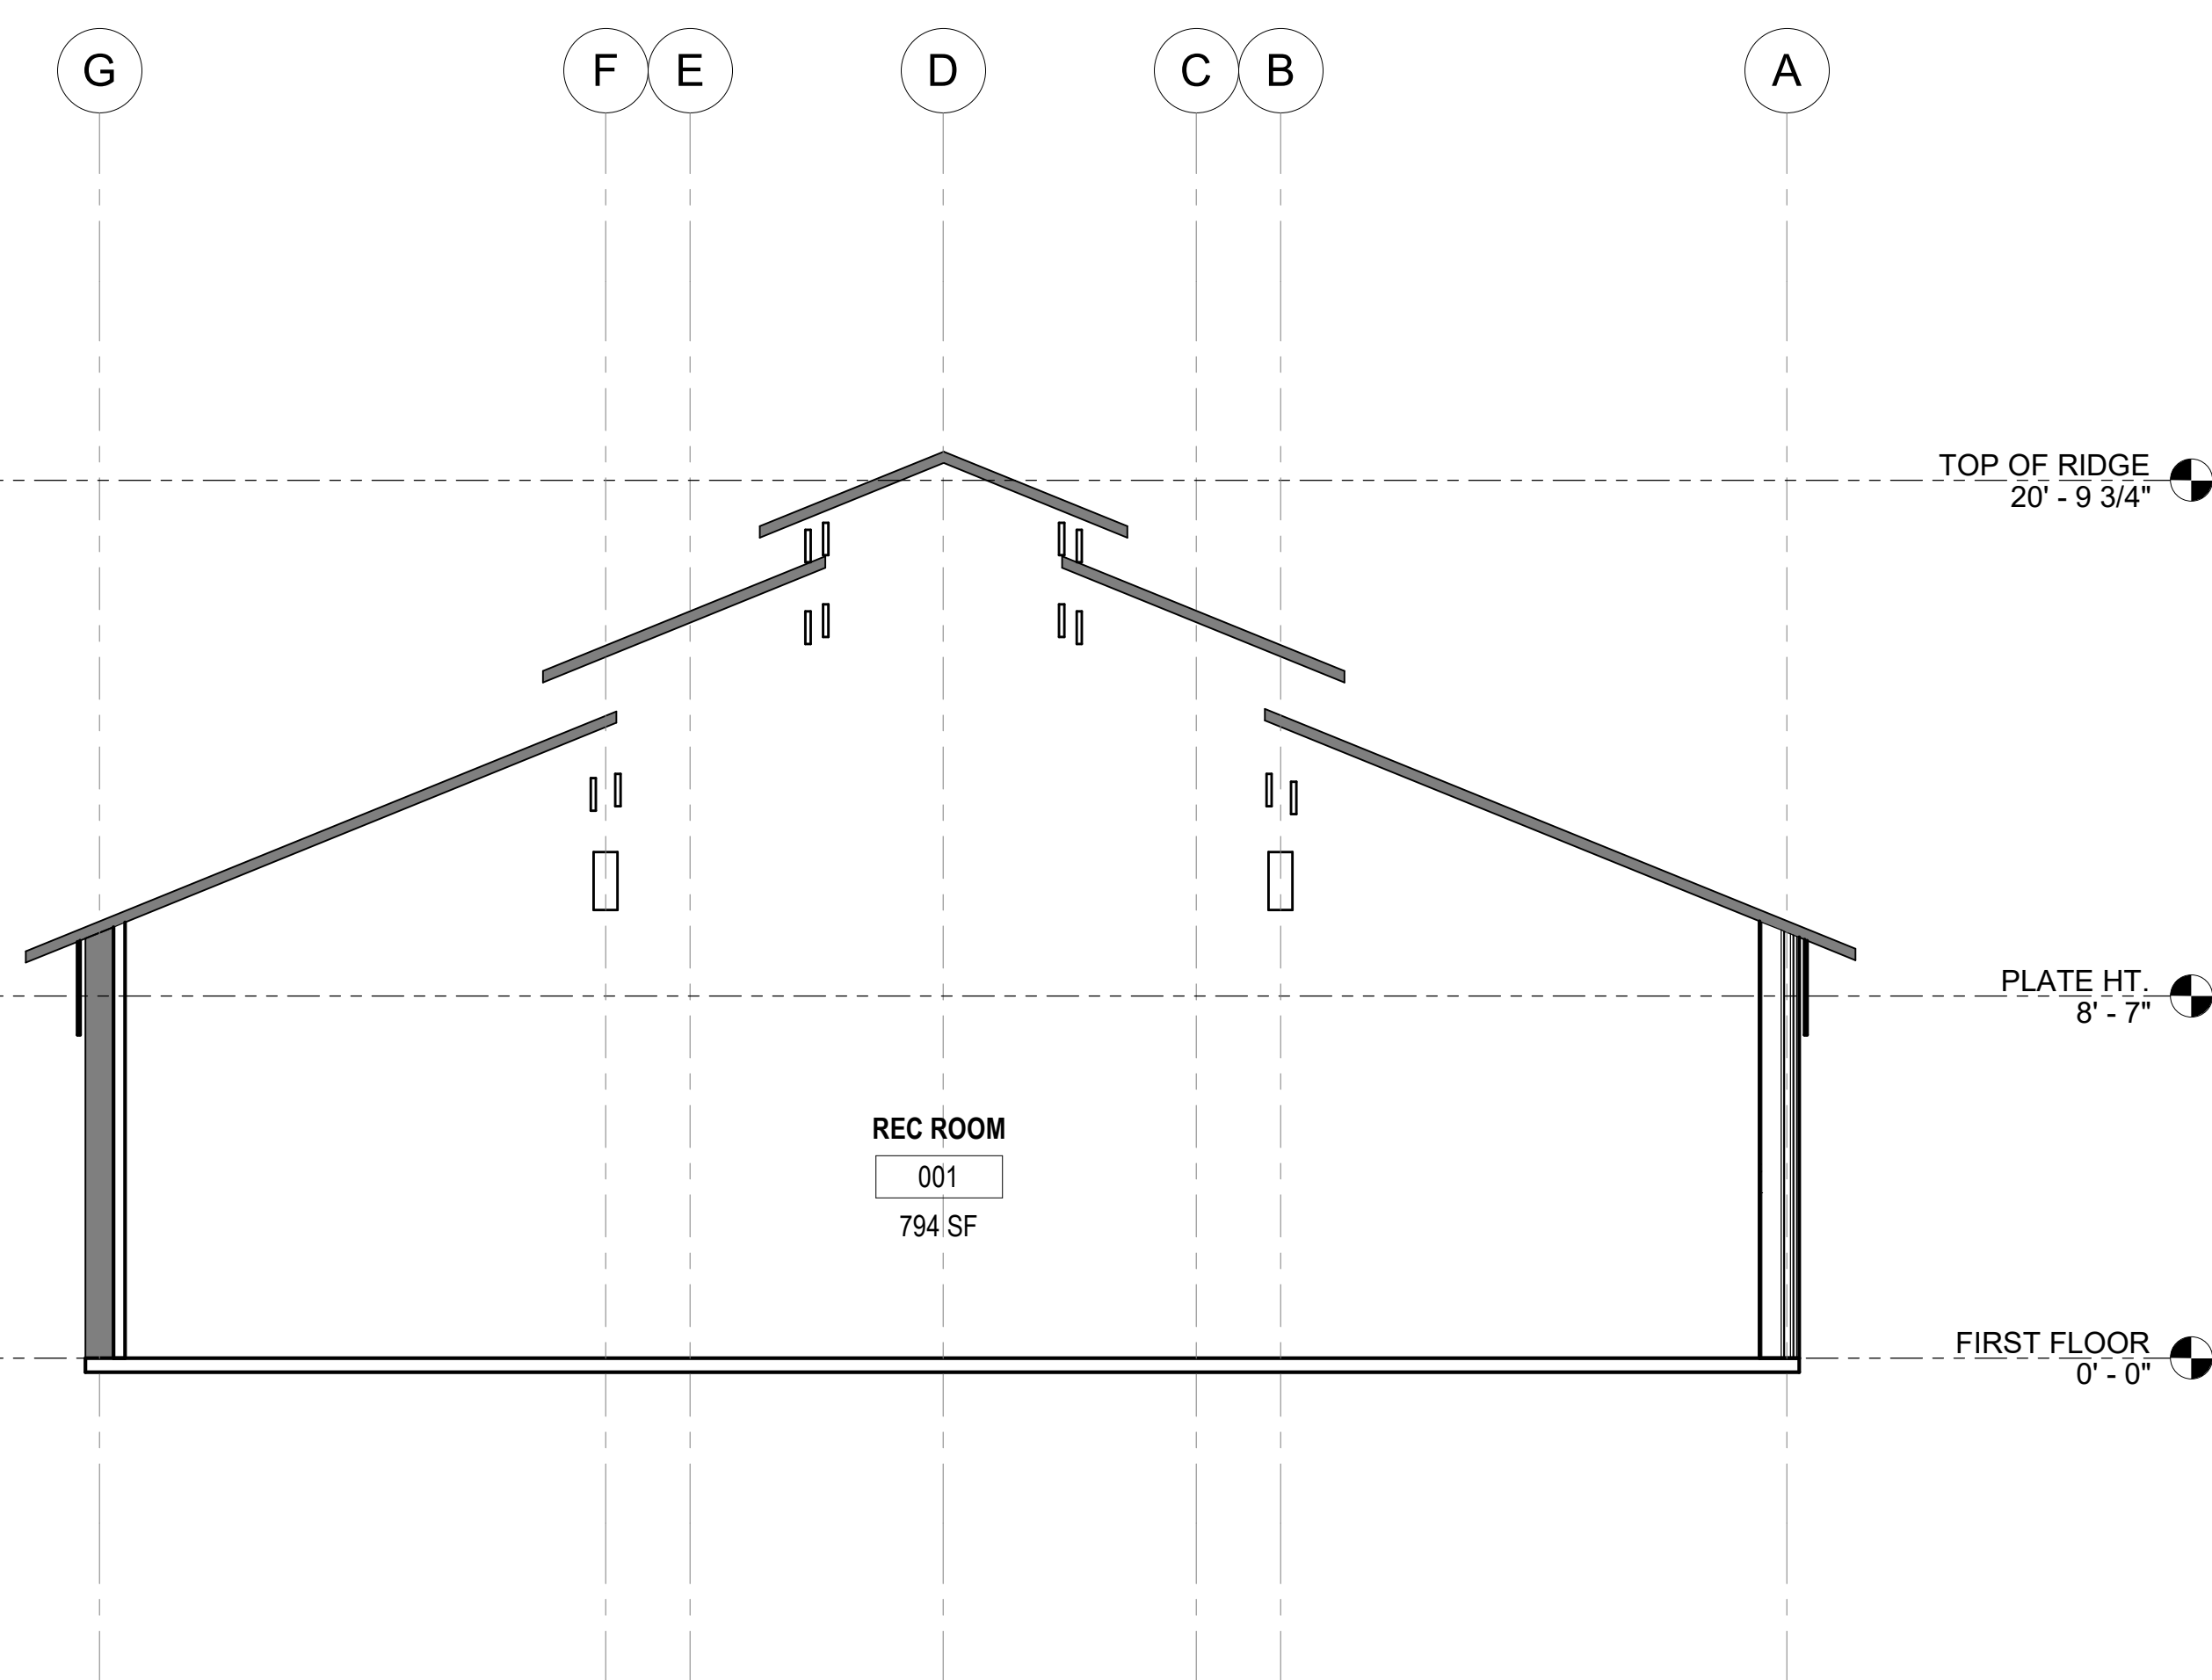 G
F
E
D
C
B
A
TOP OF RIDGE
20' - 9 3/4"
PLATE HT.
8' - 7"
REC ROOM
001
794 SF
FIRST FLOOR
0' - 0"